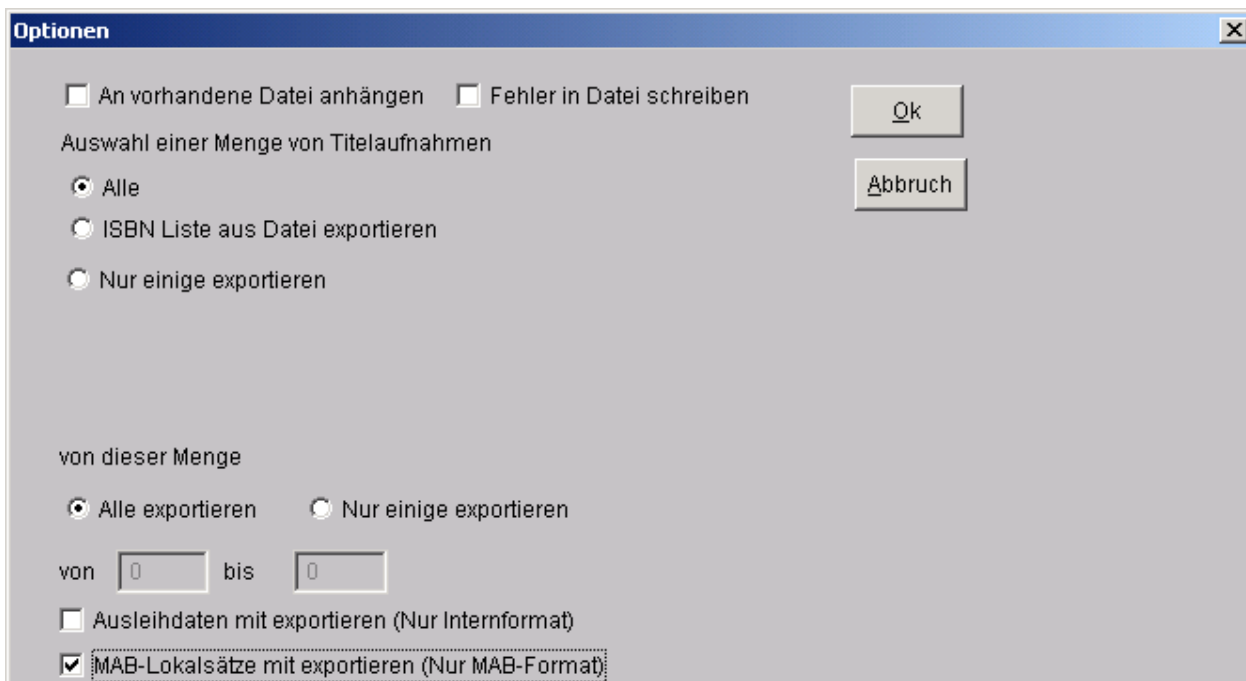 Optionen
An vorhandene Datei anhängen Fehler in Datei schreiben
Ok
Auswahl einer Menge von Titelaufnahmen
Alle
Abbruch
ISBN Liste aus Datei exportieren
Nur einige exportieren
von dieser Menge
Alle exportieren Nur einige exportieren
von 0 bis 0
Ausleihdaten mit exportieren (Nur Internformat)
MAB-Lokalsätze mit exportieren (Nur MAB-Format)